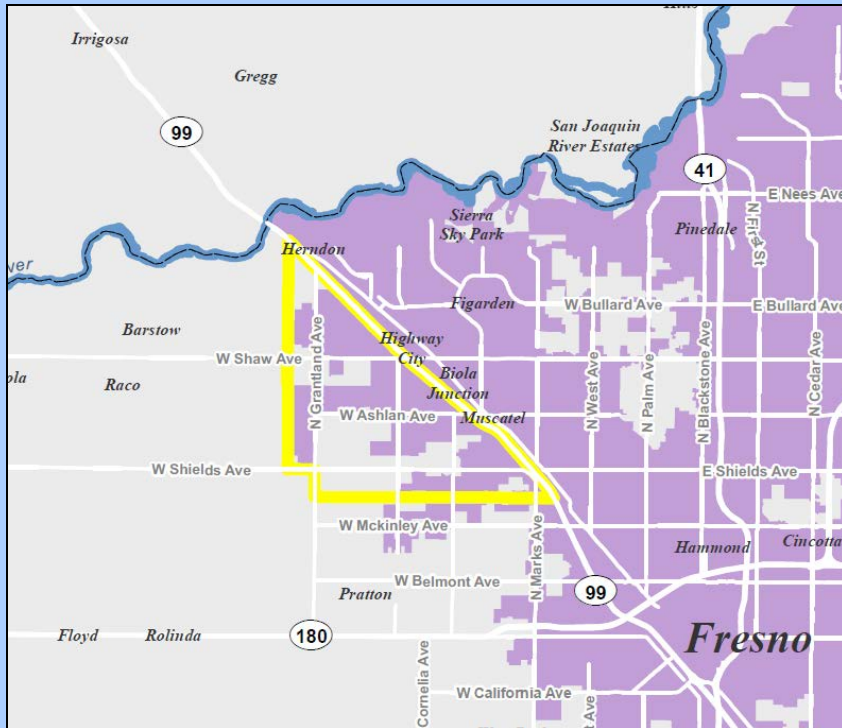 Irrigosa
Gregg
99
San Joaquin
River Estates
41
E Nees Ave
N First St
Sierra
Sky Park
Pinedale
Herndon
Figarden
W Bullard Ave
E Bullard Ave
Barstow
N Grantland Ave
Highway
City
W Shaw Ave
Biola
Junction
Raco
W Ashlan Ave
Muscatel
N West Ave
N Palm Ave
N Blackstone Ave
N Cedar Ave
W Shields Ave
E Shields Ave
W Mckinley Ave
N Marks Ave
Hammond
Cincotta
W Belmont Ave
Pratton
99
Floyd
Rolinda
180
Fresno
Cornelia Ave
W California Ave